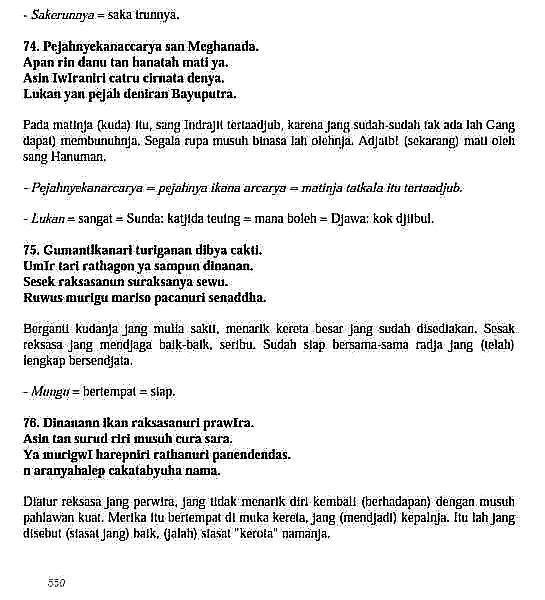 - Sakerunnya = saka irunnya.
74. Pejahnyekanaccarya san Meghanada.
Apan rin danu tan hanatah mati ya.
Asin IwIraniri catru cirnata denya.
Lukan yan pejah deniran Bayuputra.
Pada matinja (kuda) itu, sang Indrajit tertaadjub, karena jang sudah-sudah tak ada lah Gang
dapat) membunuhnja. Segala rupa musuh binasa lah olehnja. Adjaib! (sekarang) mati oleh
sang Hanuman.
- Pejahnyekanarcarya = pejahnya ikana arcarya = matinja tatkala itu tertaadjub.
- Lukan = sangat = Sunda: katjida teuing = mana boleh = Djawa: kok djlibul.
75. Gumantikanari turiganan dibya cakti.
UmIr tari rathagon ya sampun dinanan.
Sesek raksasanun suraksanya sewu.
Ruwus murigu mariso pacanuri senaddha.
Berganti kudanja jang mulia sakti, menarik kereta besar jang sudah disediakan. Sesak
reksasa jang mendjaga baik-baik, seribu. Sudah siap bersama-sama radja jang (telah)
lengkap bersendjata.
- Mungu = bertempat = siap.
76. Dinanann ikan raksasanuri prawIra.
Asin tan surud riri musuh cura sara.
Ya murigwI harepniri rathanuri panendendas.
n aranyahalep cakatabyuha nama.
Diatur reksasa jang perwira, jang tidak menarik diri kembali (berhadapan) dengan musuh
pahlawan kuat. Merika itu bertempat di muka kereta, jang (mendjadi) kepalnja. Itu lah jang
disebut (siasat jang) baik, (jalah) siasat "kerota" namanja.
550